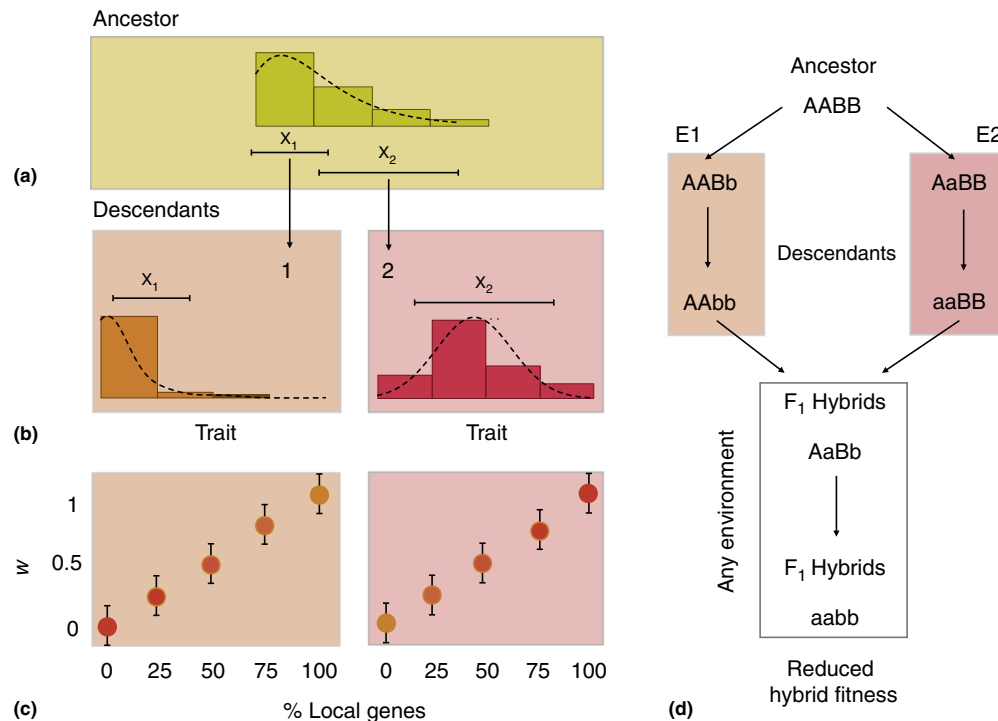 Ancestor
X1
X2
(a)
Descendants
1
2
X1
X2
(b)
Trait
Trait
1
0.5
0
w
0 25 50 75 100
0 25 50 75 100
(c)
% Local genes
Ancestor
AABB
E1
E2
AABb
AaBB
Descendants
AAbb
aaBB
F1 Hybrids
AaBb
Any environment
F1 Hybrids
aabb
Reduced
hybrid fitness
(d)